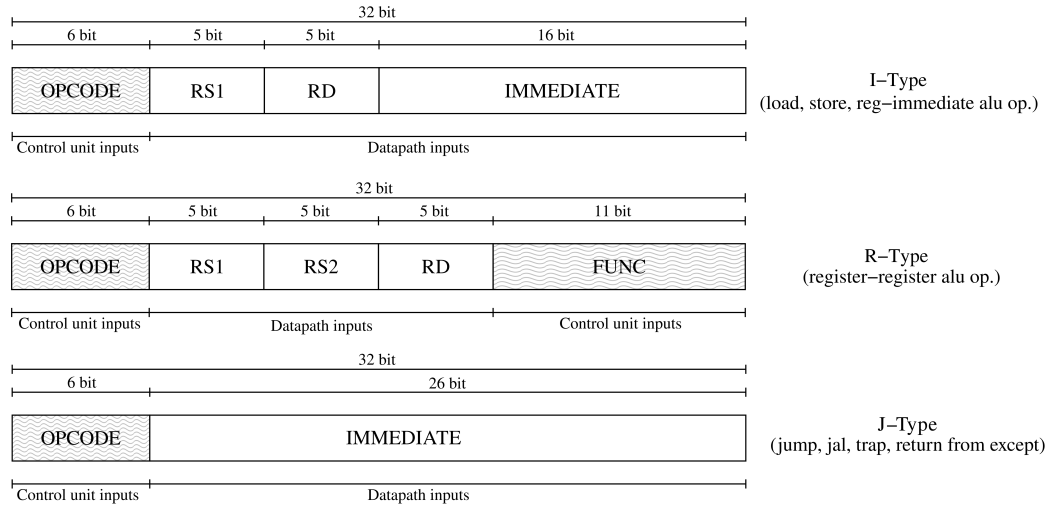 32 bit
6 bit 5 bit 5 bit 16 bit
OPCODE RS1 RD IMMEDIATE
I−Type
(load, store, reg−immediate alu op.)
Control unit inputs Datapath inputs
32 bit
6 bit 5 bit 5 bit 5 bit 11 bit
OPCODE RS1 RS2 RD FUNC
R−Type
(register−register alu op.)
Control unit inputs Datapath inputs Control unit inputs
32 bit
6 bit 26 bit
OPCODE IMMEDIATE
J−Type
(jump, jal, trap, return from except)
Control unit inputs Datapath inputs